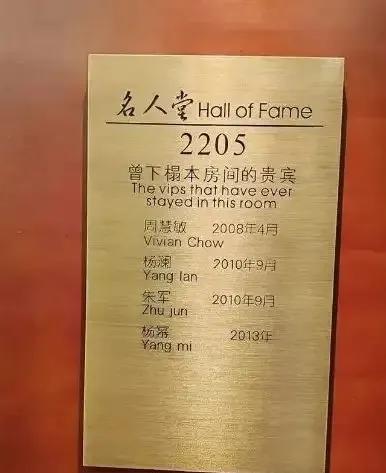 名人堂 Hall of Fame
2205
曾下榻本房间的贵宾
The vips that have ever
stayed in this room
周慧敏 2008年4月
Vivian Chow
杨澜 2010年9月
Yang lan
朱军 2010年9月
Zhu jun
杨幂 2013年
Yang mi